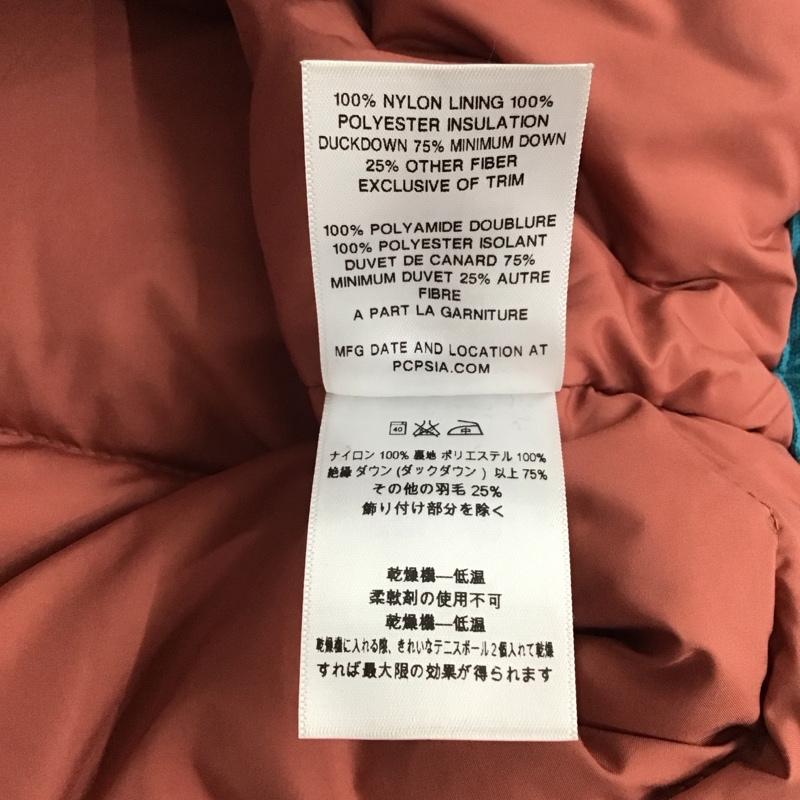 100% NYLON LINING 100%
POLYESTER INSULATION
DUCKDOWN 75% MINIMUM DOWN
25% OTHER FIBER
EXCLUSIVE OF TRIM
100% POLYAMIDE DOUBLURE
100% POLYESTER ISOLANT
DUVET DE CANARD 75%
MINIMUM DUVET 25% AUTRE
FIBRE
A PART LA GARNITURE
MFG DATE AND LOCATION AT
PCPSIA.COM
40 中
ナイロン 100% 裏地 ポリエステル 100%
絶縁 ダウン (ダックダウン ) 以上 75%
その他の羽毛 25%
飾り付け部分を除く
乾燥機—低温
柔軟剤の使用不可
乾燥機—低温
乾燥機に入れる際、きれいなテニスボール2個入れて乾燥
すれば最大限の効果が得られます